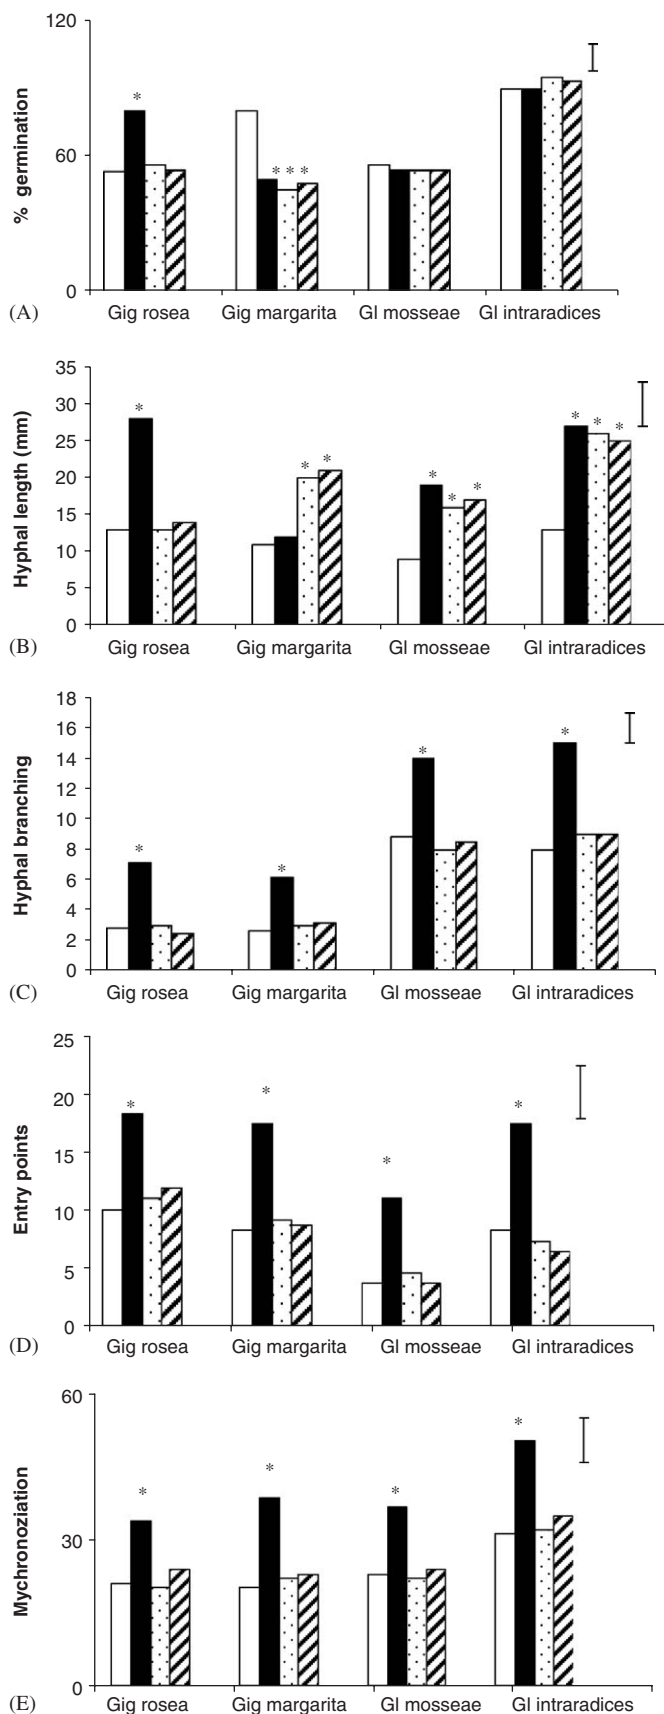 120
60
0
% germination
*
* * *
(A)
Gig rosea Gig margarita Gl mosseae Gl intraradices
35
30
25
20
15
10
5
0
Hyphal length (mm)
*
* *
* * *
* * *
(B)
Gig rosea Gig margarita Gl mosseae Gl intraradices
18
16
14
12
10
8
6
4
2
0
Hyphal branching
*
*
*
*
(C)
Gig rosea Gig margarita Gl mosseae Gl intraradices
25
20
15
10
5
0
Entry points
*
*
*
*
(D)
Gig rosea Gig margarita Gl mosseae Gl intraradices
60
30
0
Mychronoziation
*
*
*
*
(E)
Gig rosea Gig margarita Gl mosseae Gl intraradices